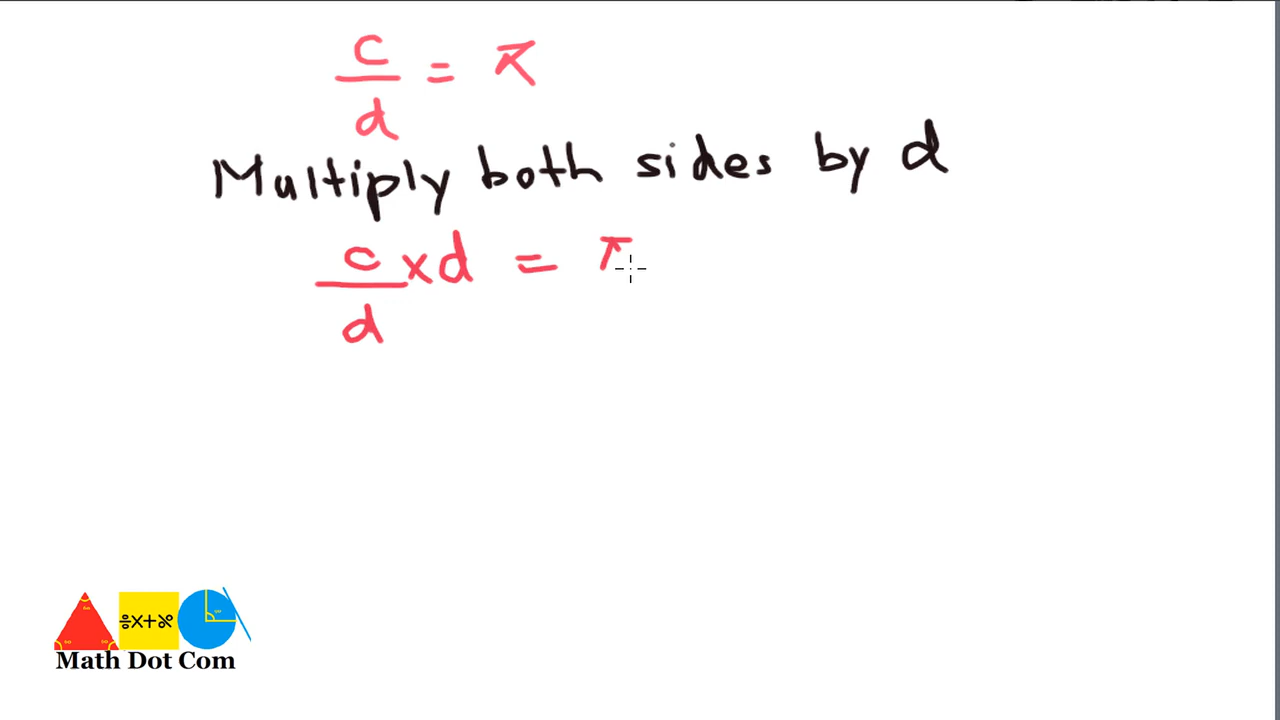 c/d = π
Multiply both sides by d
c/d × d = π
÷×+%
Math Dot Com